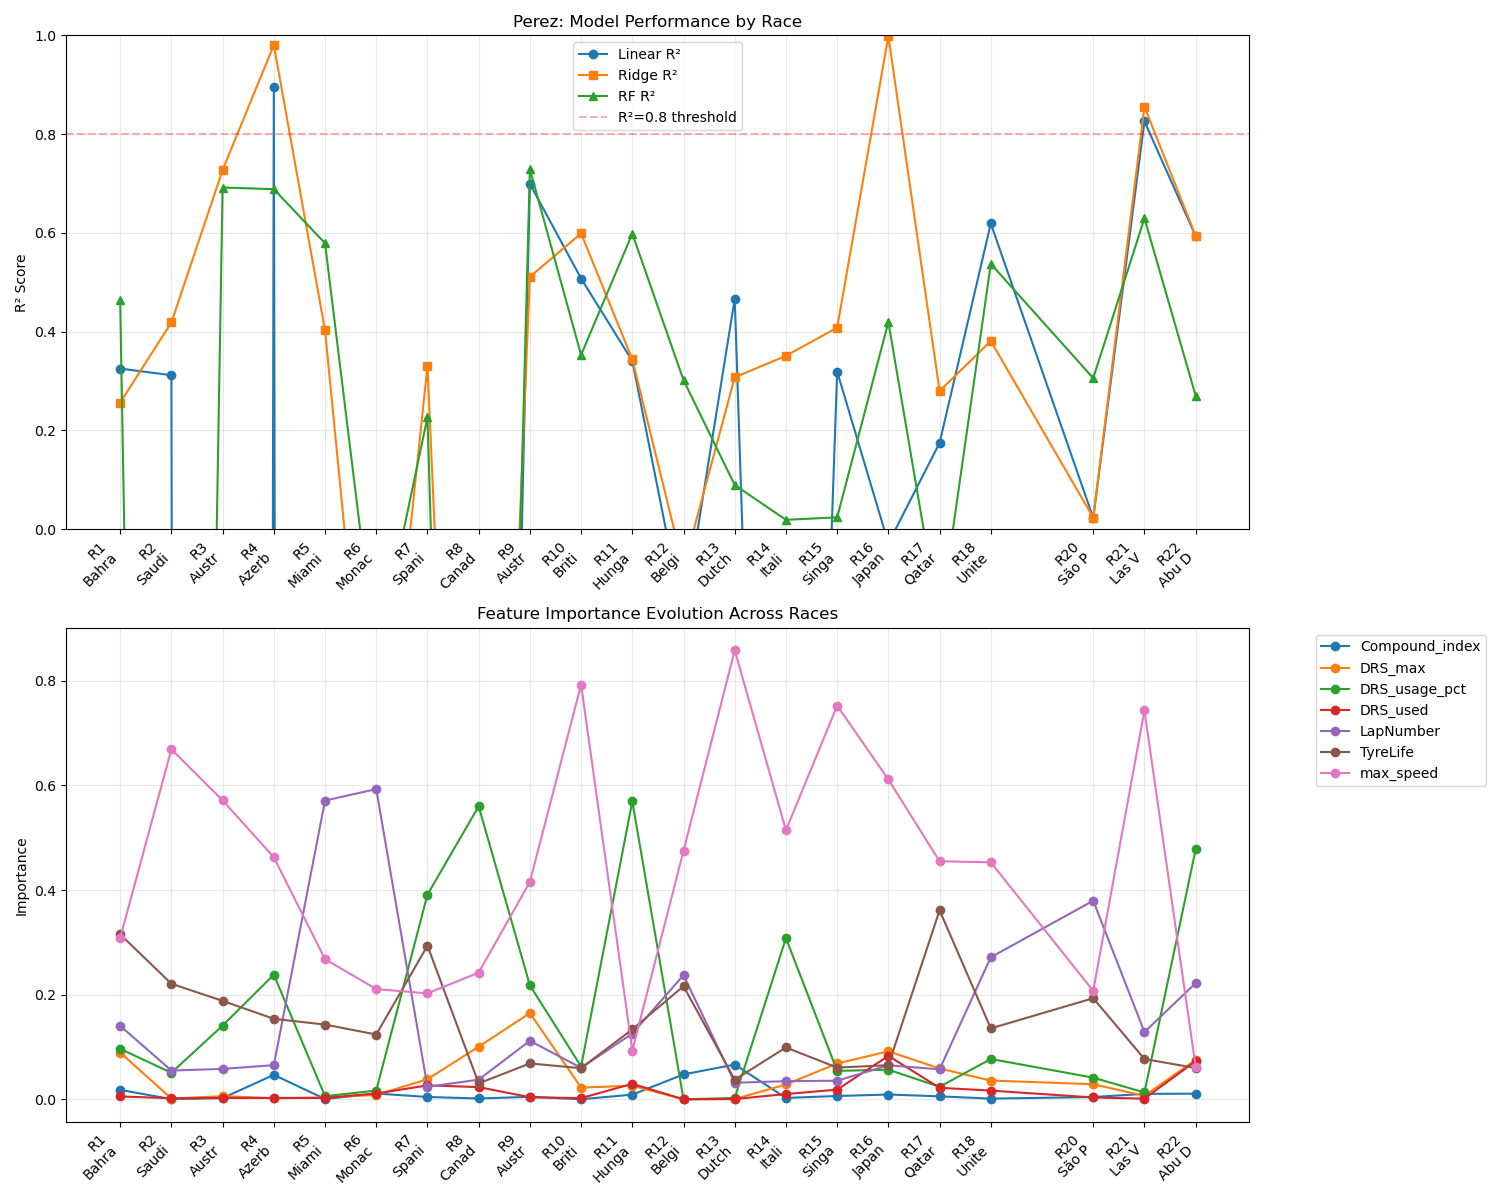 Perez: Model Performance by Race
R² Score
1.0
0.8
0.6
0.4
0.2
0.0
Linear R²
Ridge R²
RF R²
R²=0.8 threshold
R1
Bahra
R2
Saudi
R3
Austr
R4
Azerb
R5
Miami
R6
Monac
R7
Spani
R8
Canad
R9
Austr
R10
Briti
R11
Hunga
R12
Belgi
R13
Dutch
R14
Itali
R15
Singa
R16
Japan
R17
Qatar
R18
Unite
R20
São P
R21
Las V
R22
Abu D
Feature Importance Evolution Across Races
Importance
0.8
0.6
0.4
0.2
0.0
Compound_index
DRS_max
DRS_usage_pct
DRS_used
LapNumber
TyreLife
max_speed
R1
Bahra
R2
Saudi
R3
Austr
R4
Azerb
R5
Miami
R6
Monac
R7
Spani
R8
Canad
R9
Austr
R10
Briti
R11
Hunga
R12
Belgi
R13
Dutch
R14
Itali
R15
Singa
R16
Japan
R17
Qatar
R18
Unite
R20
São P
R21
Las V
R22
Abu D